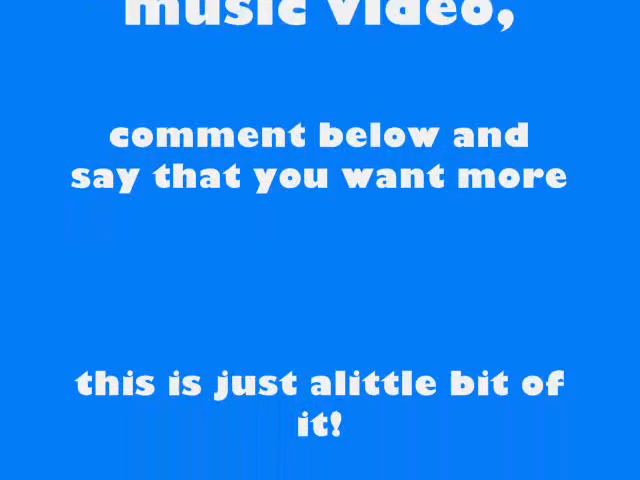 music video,
comment below and
say that you want more
this is just alittle bit of
it!